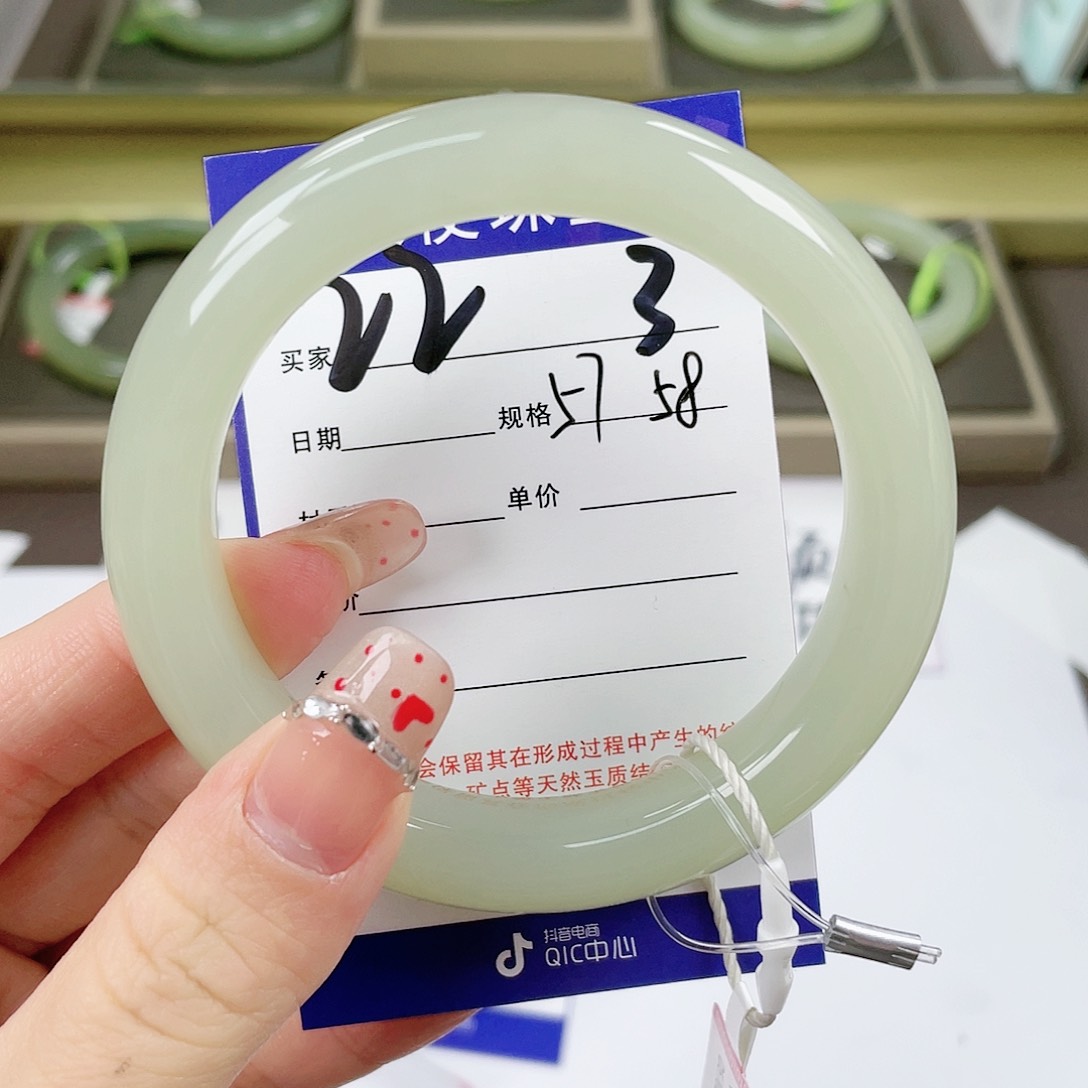 买家 3
日期 规格 57 58
单价
价
会保留其在形成过程中产生的
矿点等天然玉质结
抖音电商
QIC中心